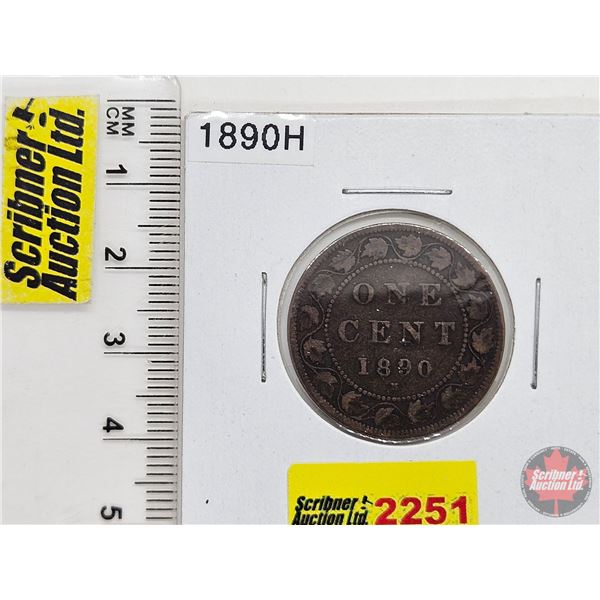 Scribner
Auction Ltd.
MM
CM
1
2
3
4
5
1890H
ONE
CENT
1890
H
Scribner
Auction Ltd.
2251
Scribner
Auction Ltd.